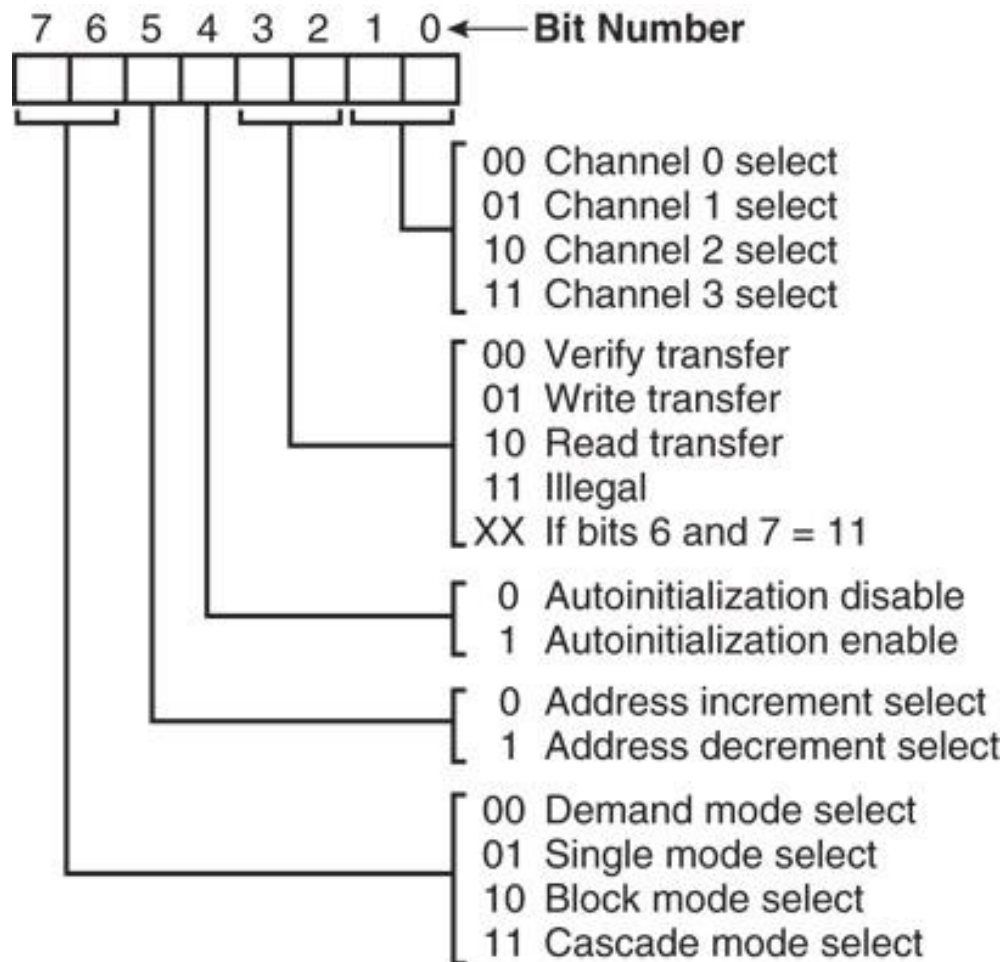 7 6 5 4 3 2 1 0 Bit Number
00 Channel 0 select
01 Channel 1 select
10 Channel 2 select
11 Channel 3 select
00 Verify transfer
01 Write transfer
10 Read transfer
11 Illegal
XX If bits 6 and 7 = 11
0 Autoinitialization disable
1 Autoinitialization enable
0 Address increment select
1 Address decrement select
00 Demand mode select
01 Single mode select
10 Block mode select
11 Cascade mode select